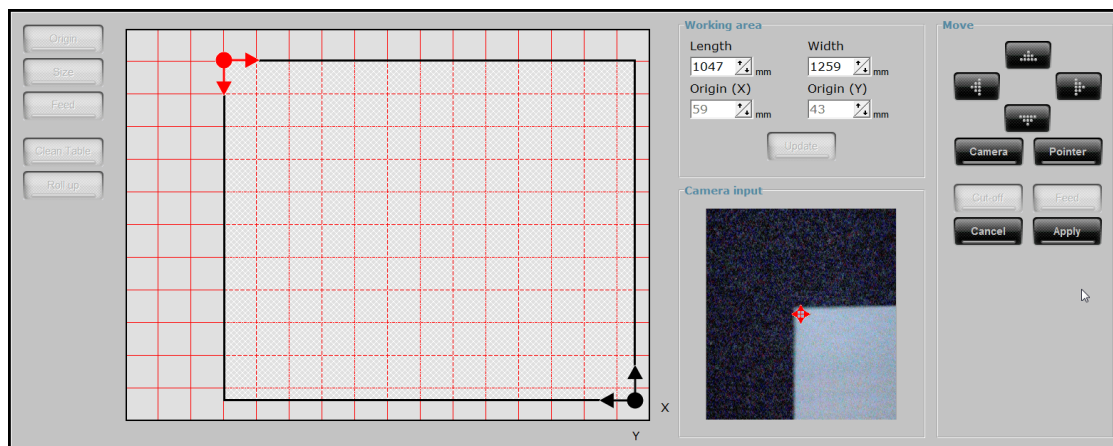 Origin
Size
Feed
Clean Table
Roll up
X
Y
Working area
Length Width
1047 mm 1259 mm
Origin (X) Origin (Y)
59 mm 43 mm
Update
Camera input
Move
Camera Pointer
Cut-off Feed
Cancel Apply